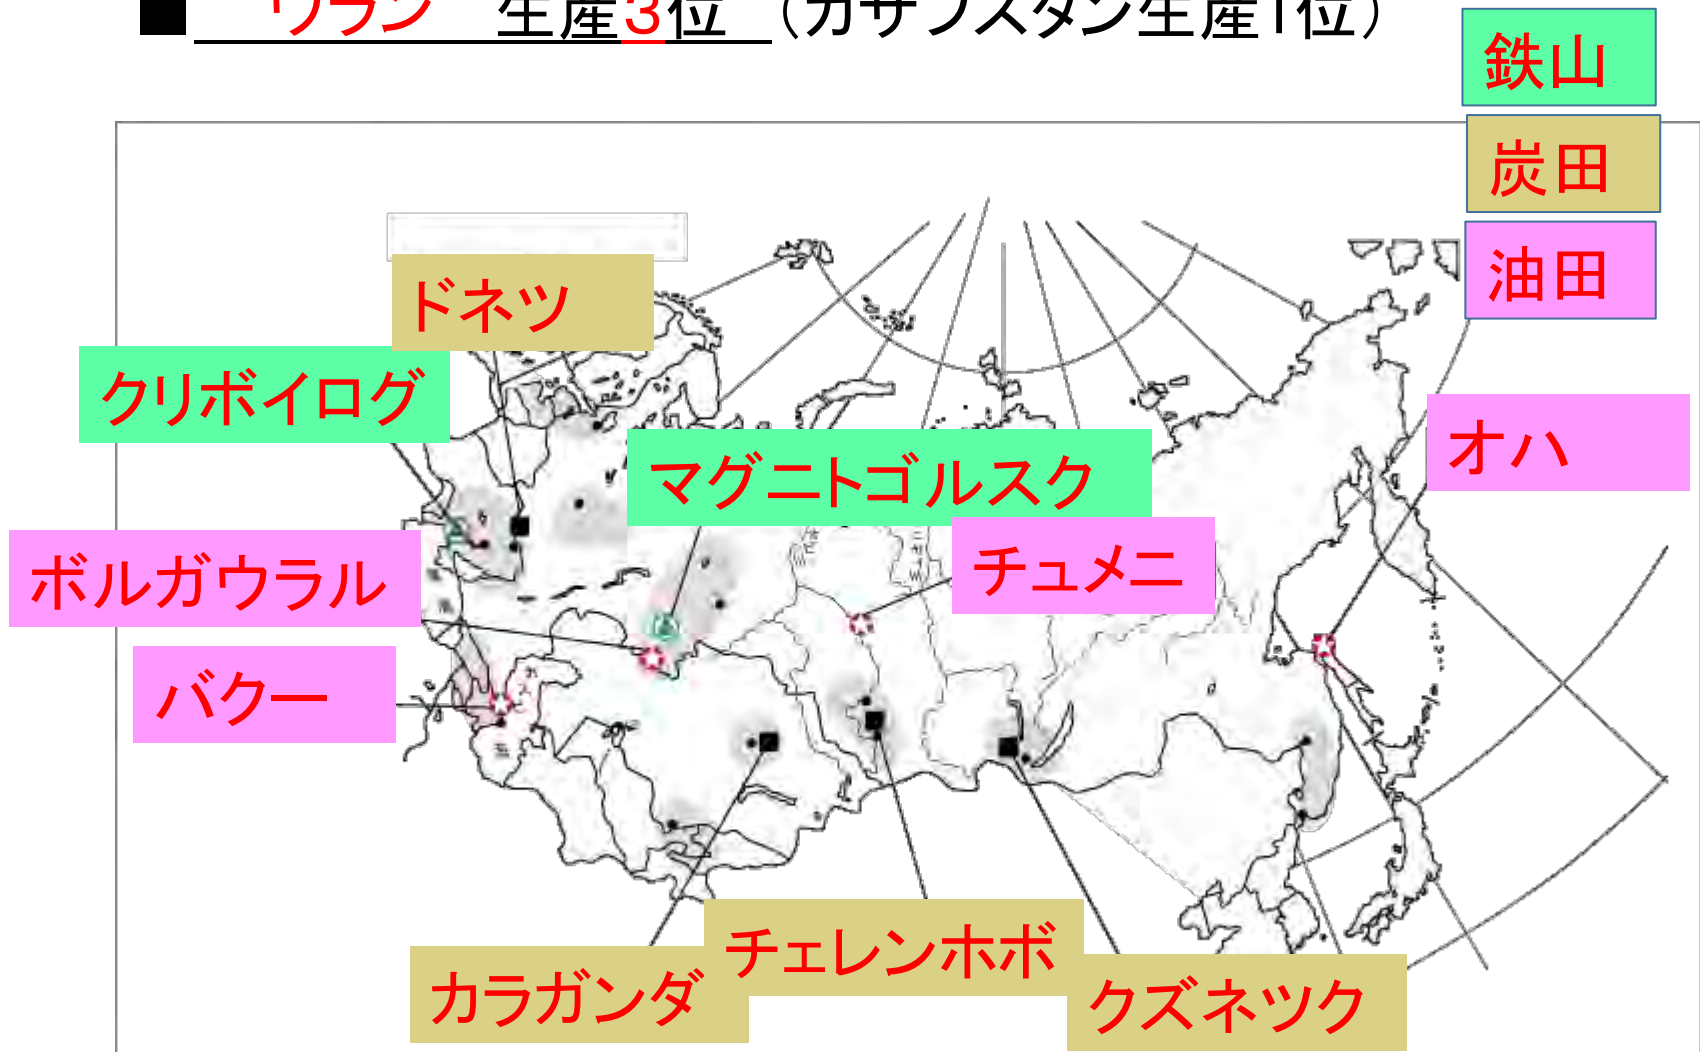 ■ ウラン 生産3位 （カザフスタン生産1位）
鉄山
炭田
油田
ドネツ
クリボイログ
オハ
マグニトゴルスク
チュメニ
ボルガウラル
バクー
チェレンホボ
カラガンダ
クズネツク